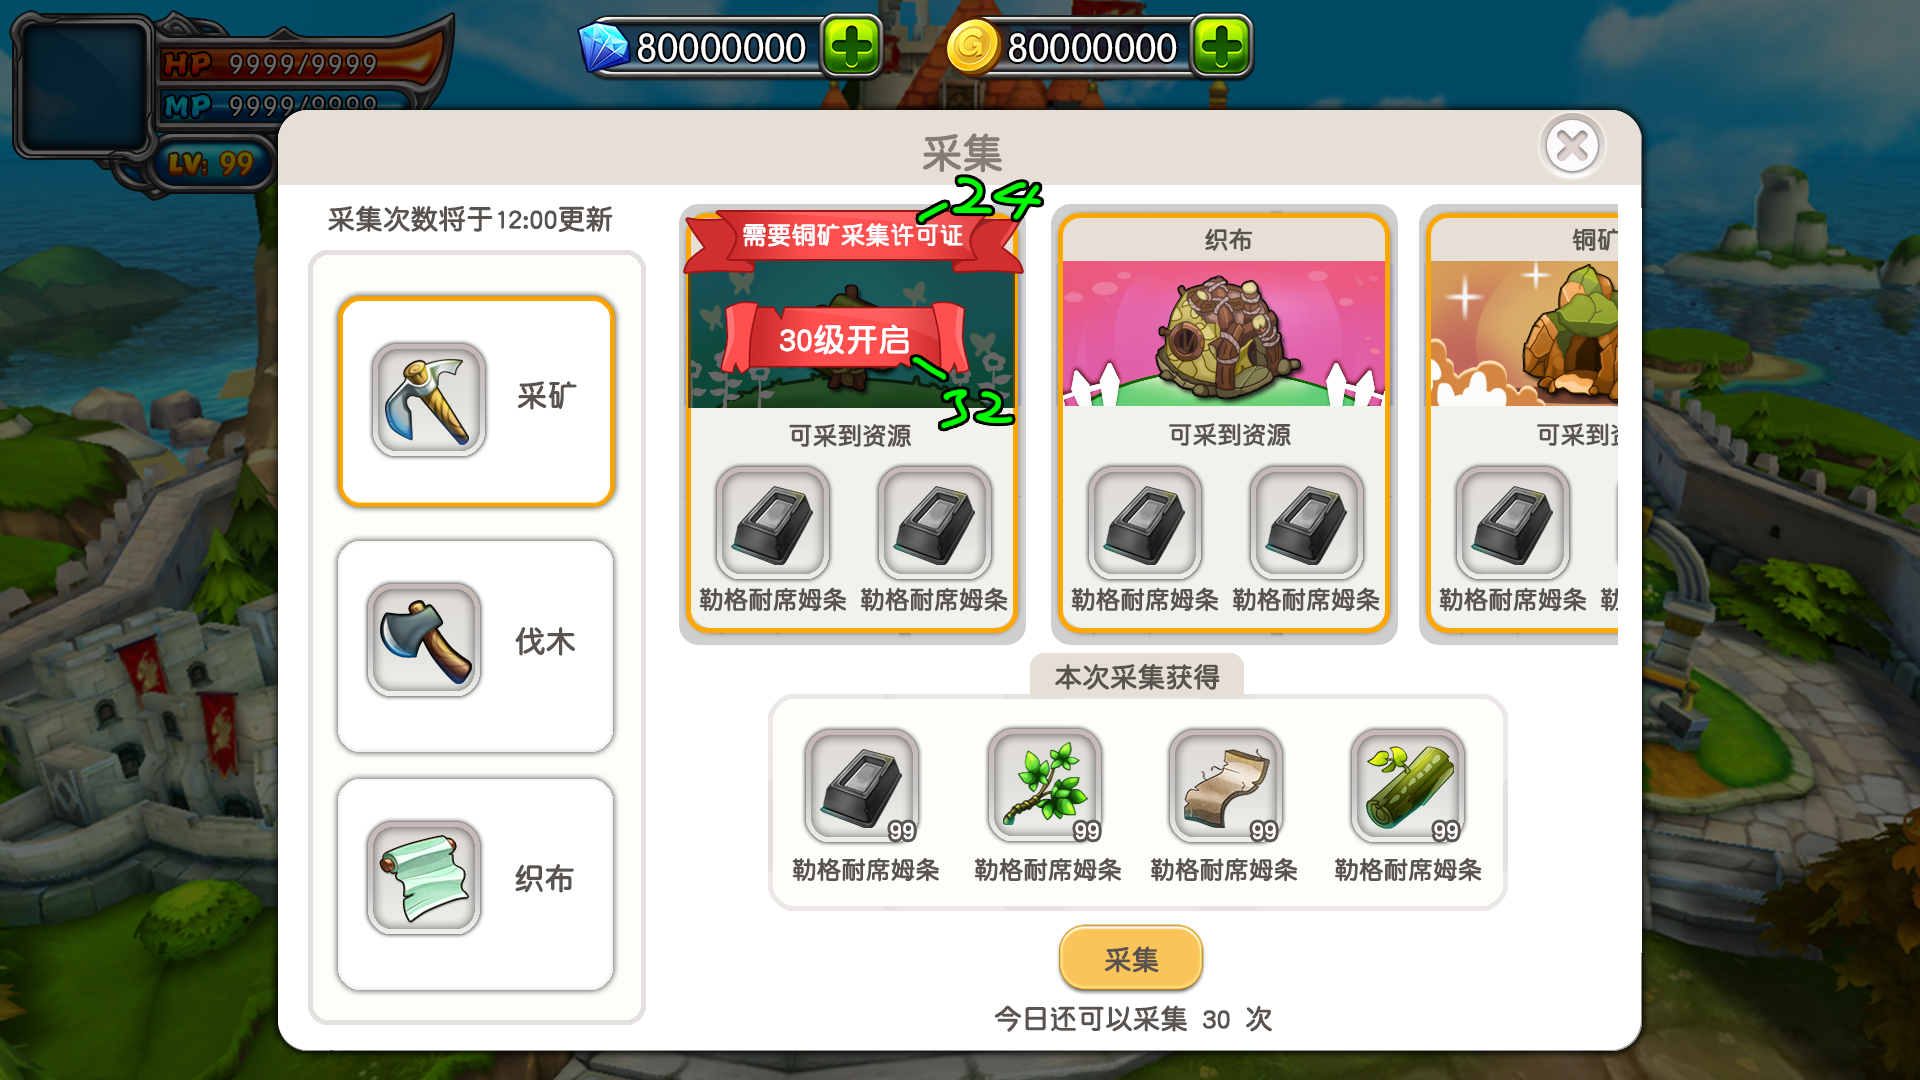 HP 9999/9999
MP 9999/9999
LV: 99
80000000
80000000
采集
采集次数将于12:00更新
采矿
伐木
织布
24
需要铜矿采集许可证
30级开启
32
可采到资源
勒格耐席姆条 勒格耐席姆条
织布
可采到资源
勒格耐席姆条 勒格耐席姆条
铜矿
可采到
勒格耐席姆条 勒
本次采集获得
99 99 99 99
勒格耐席姆条 勒格耐席姆条 勒格耐席姆条 勒格耐席姆条
采集
今日还可以采集 30 次